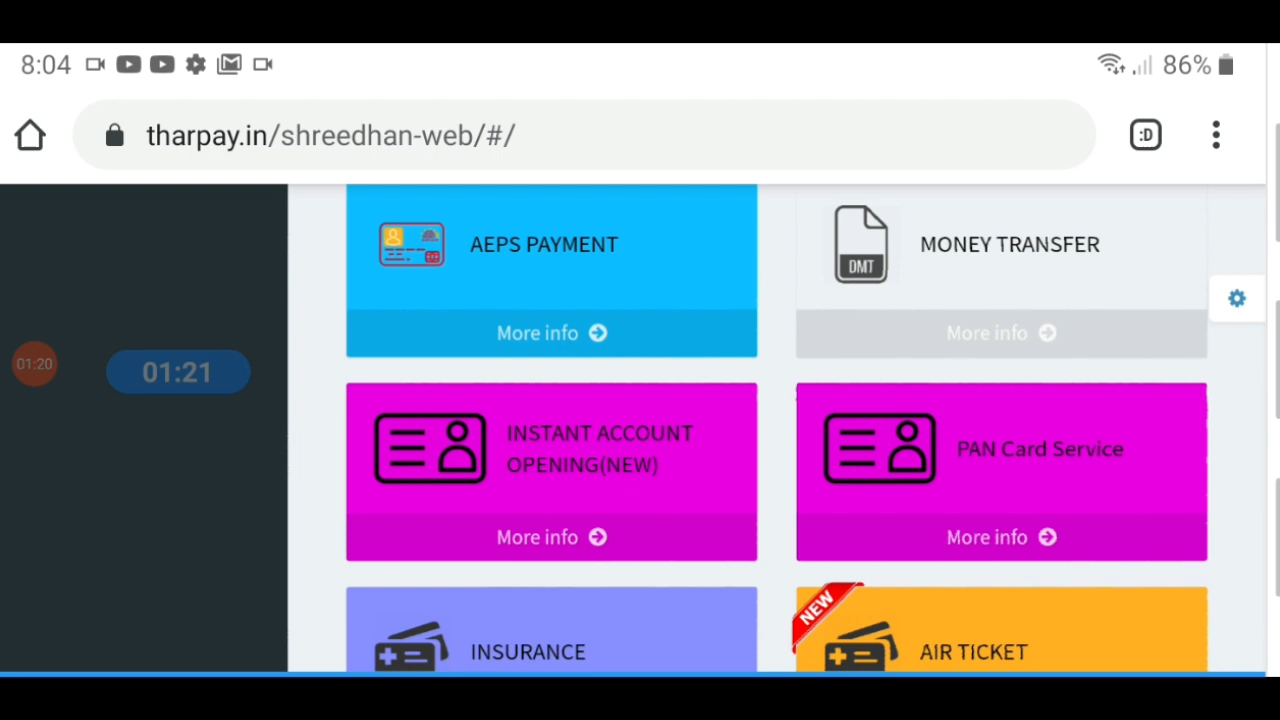 8:04
86%
tharpay.in/shreedhan-web/#/
:D
AEPS PAYMENT
MONEY TRANSFER
DMT
More info
More info
01:20
01:21
INSTANT ACCOUNT
OPENING(NEW)
PAN Card Service
More info
More info
NEW
INSURANCE
AIR TICKET